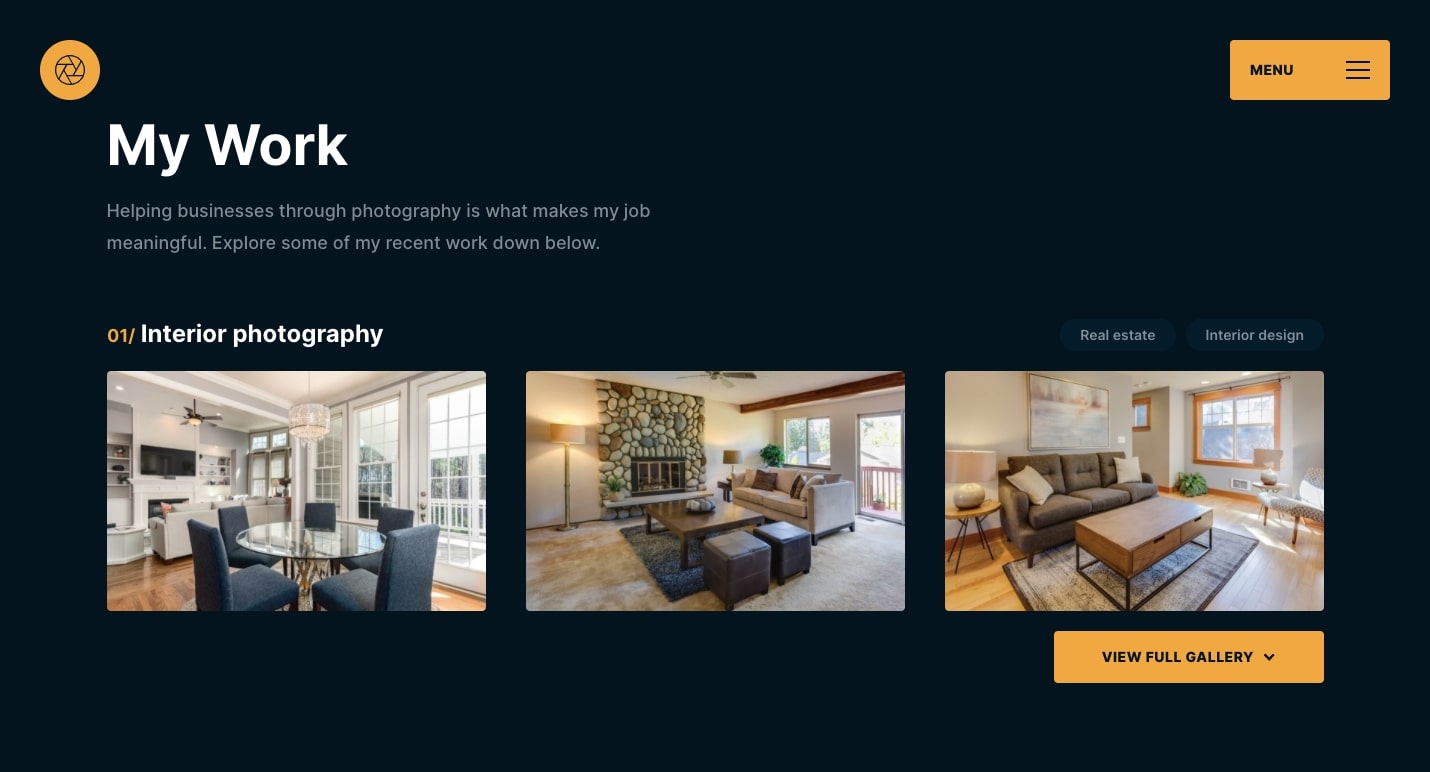 MENU
My Work
Helping businesses through photography is what makes my job
meaningful. Explore some of my recent work down below.
01/ Interior photography
Real estate
Interior design
VIEW FULL GALLERY